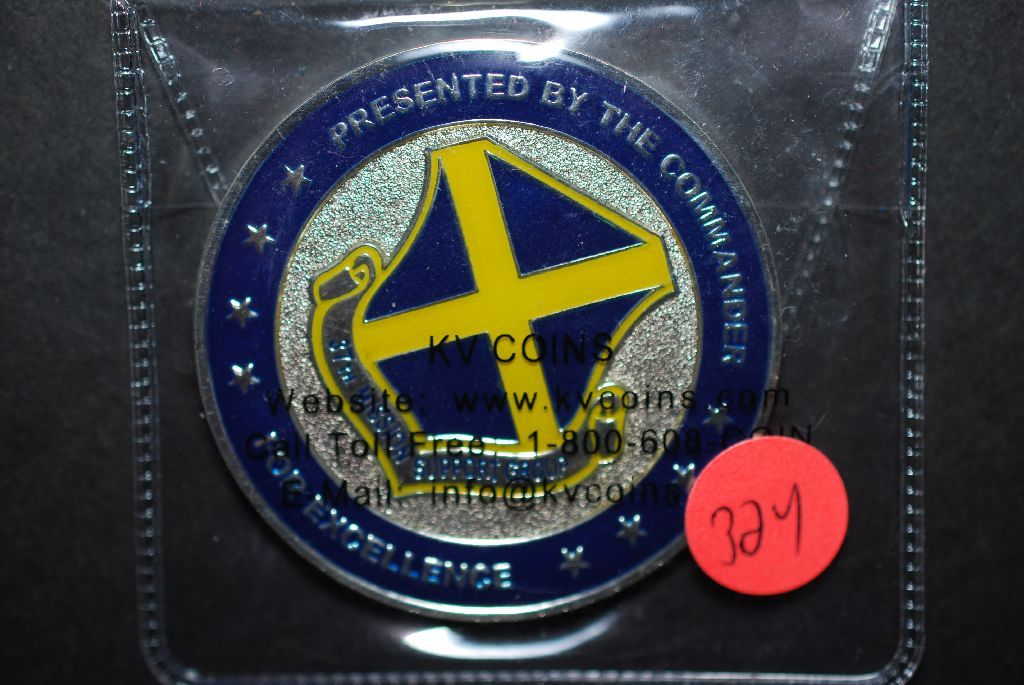 PRESENTED BY THE COMMANDER
FOR EXCELLENCE
SUPPORT GROUP
KV COINS
Website: www.kvcoins.com
Call Toll Free: 1-800-608-COIN
E-Mail: info@kvcoins
324